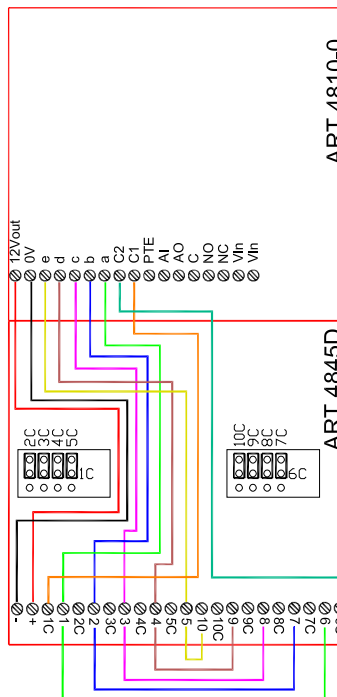 ART 4810-0
12Vout
0V
e
d
c
b
a
C2
C1
PTE
AI
AO
C
NO
NC
VIn
VIn
ART 4845D
2C
3C
4C
5C
1C
10C
9C
8C
7C
6C
-
+
1C
1
2C
2
3C
3
4C
4
5C
5
10
10C
9
9C
8
8C
7
7C
6